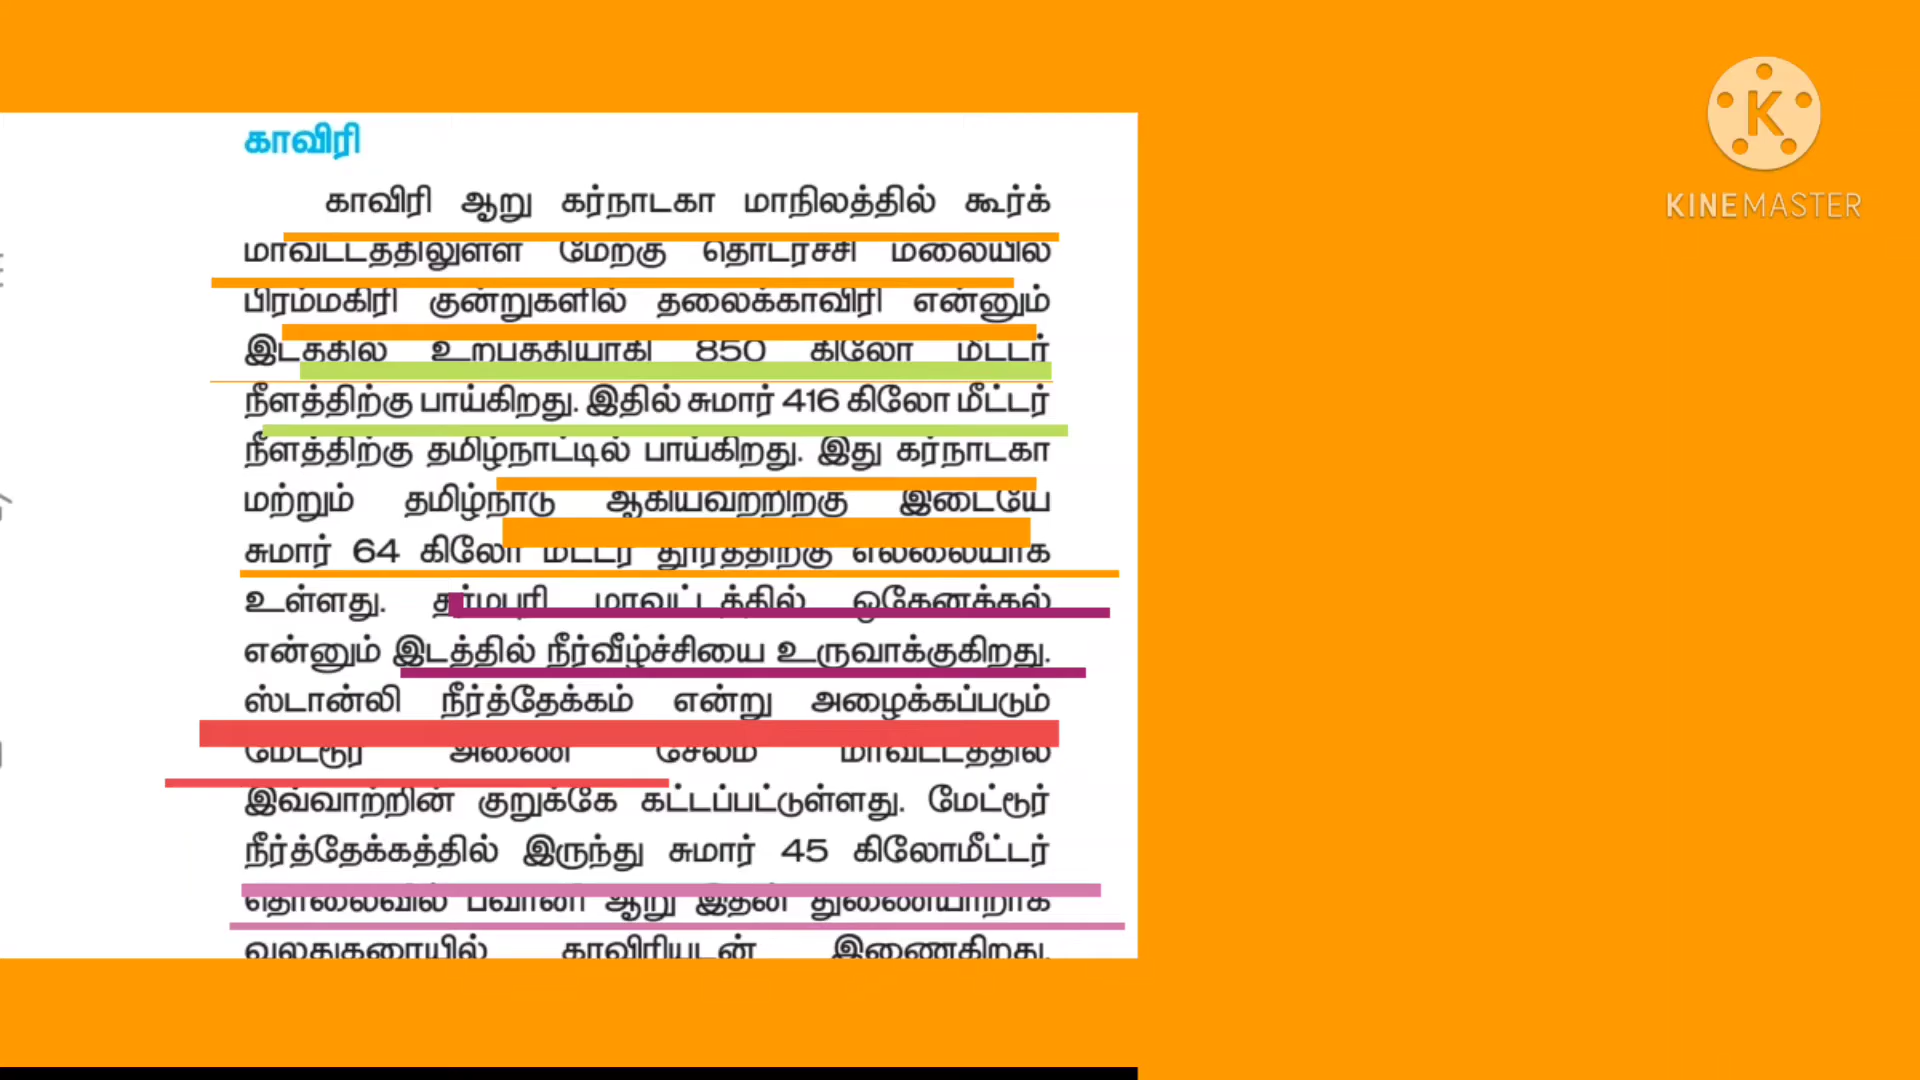 காவிரி
காவிரி ஆறு கர்நாடகா மாநிலத்தில் கூர்க்
மாவட்டத்திலுள்ள மேற்கு தொடர்ச்சி மலையில்
பிரம்மகிரி குன்றுகளில் தலைக்காவிரி என்னும்
இடத்தில் உற்பத்தியாகி 850 கிலோ மீட்டர்
நீளத்திற்கு பாய்கிறது. இதில் சுமார் 416 கிலோ மீட்டர்
நீளத்திற்கு தமிழ்நாட்டில் பாய்கிறது. இது கர்நாடகா
மற்றும் தமிழ்நாடு ஆகியவற்றிற்கு இடையே
சுமார் 64 கிலோ மீட்டர் தூரத்திற்கு எல்லையாக
உள்ளது. தர்மபுரி மாவட்டத்தில் ஒகேனக்கல்
என்னும் இடத்தில் நீர்வீழ்ச்சியை உருவாக்குகிறது.
ஸ்டான்லி நீர்த்தேக்கம் என்று அழைக்கப்படும்
மேட்டூர் அணை சேலம் மாவட்டத்தில்
இவ்வாற்றின் குறுக்கே கட்டப்பட்டுள்ளது. மேட்டூர்
நீர்த்தேக்கத்தில் இருந்து சுமார் 45 கிலோமீட்டர்
தொலைவில் பவானி ஆறு இதன் துணையாறாக
வலதுகரையில் காவிரியுடன் இணைகிறது.
K
KINEMASTER